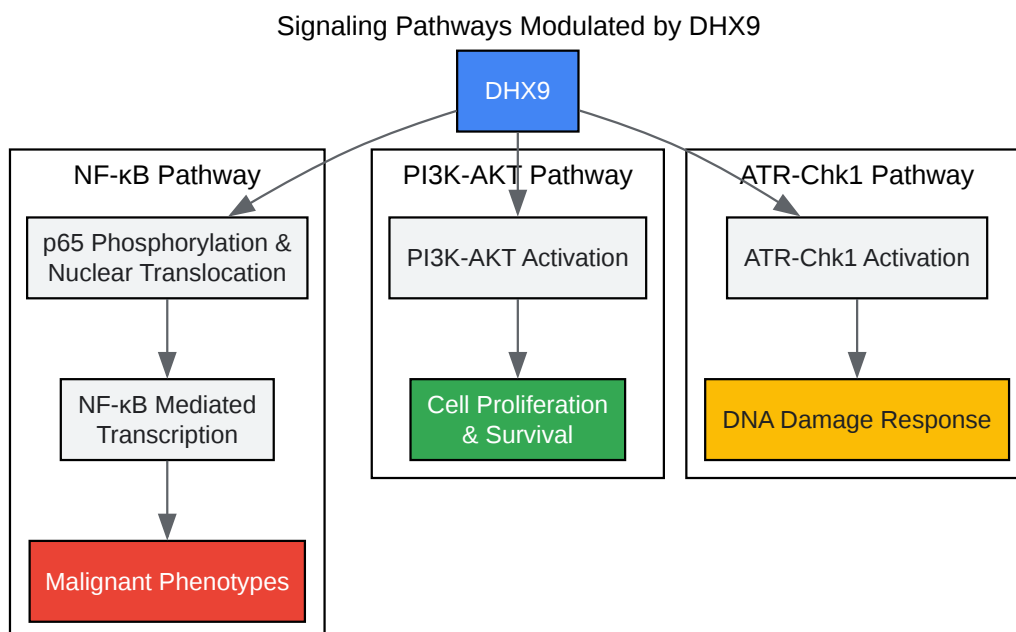 Signaling Pathways Modulated by DHX9
DHX9
NF-κB Pathway
p65 Phosphorylation &
Nuclear Translocation
NF-κB Mediated
Transcription
Malignant Phenotypes
PI3K-AKT Pathway
PI3K-AKT Activation
Cell Proliferation
& Survival
ATR-Chk1 Pathway
ATR-Chk1 Activation
DNA Damage Response